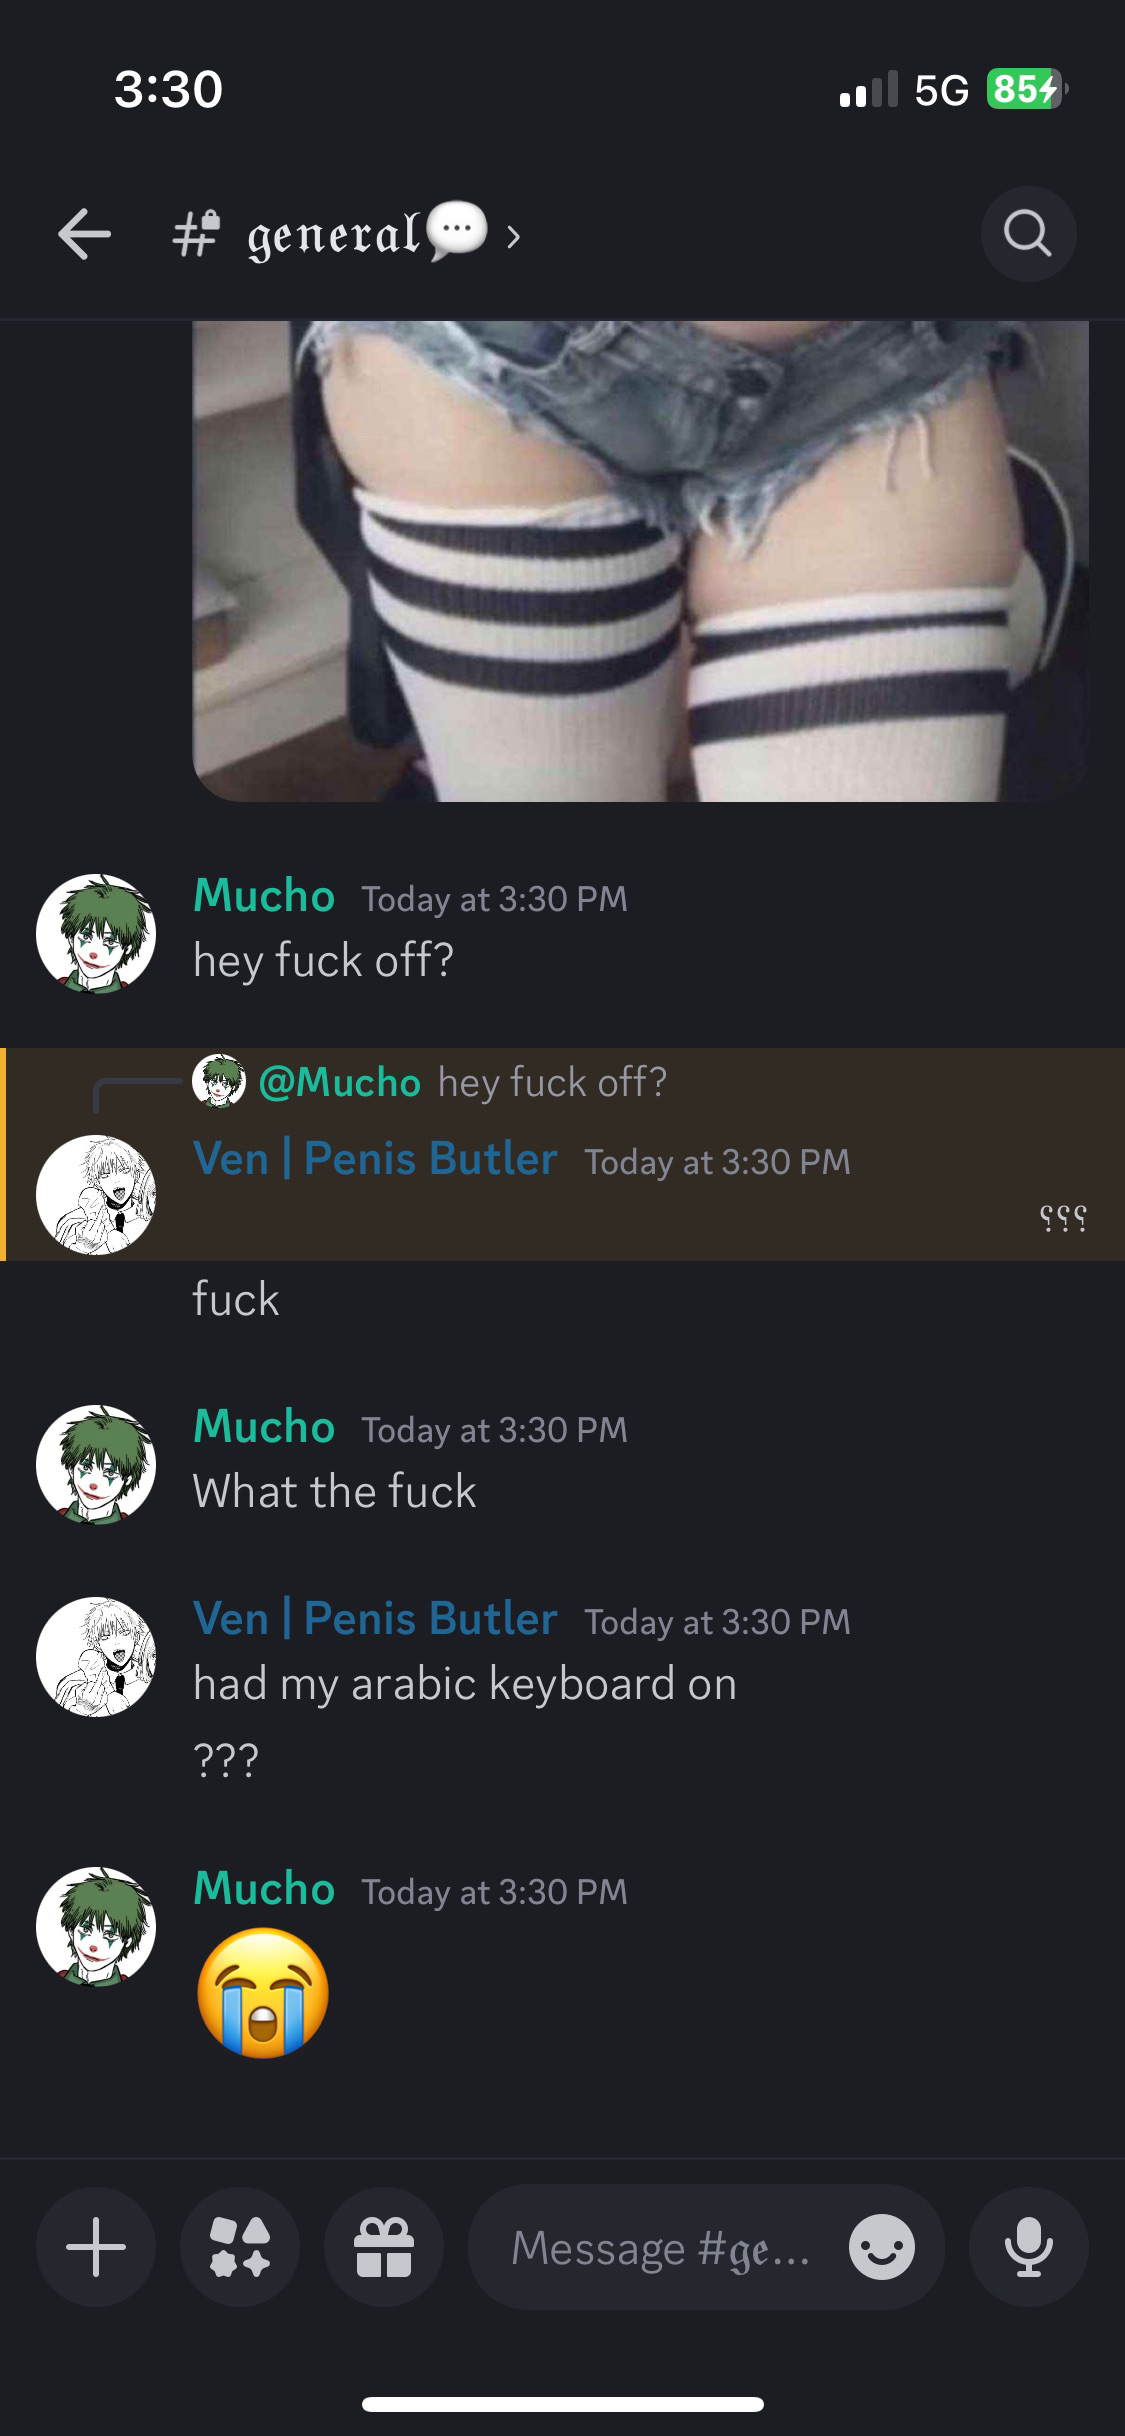 3:30 5G 85
general
Mucho Today at 3:30 PM
hey fuck off?
@Mucho hey fuck off?
Ven | Penis Butler Today at 3:30 PM
؟؟؟
fuck
Mucho Today at 3:30 PM
What the fuck
Ven | Penis Butler Today at 3:30 PM
had my arabic keyboard on
???
Mucho Today at 3:30 PM
Message #ge...